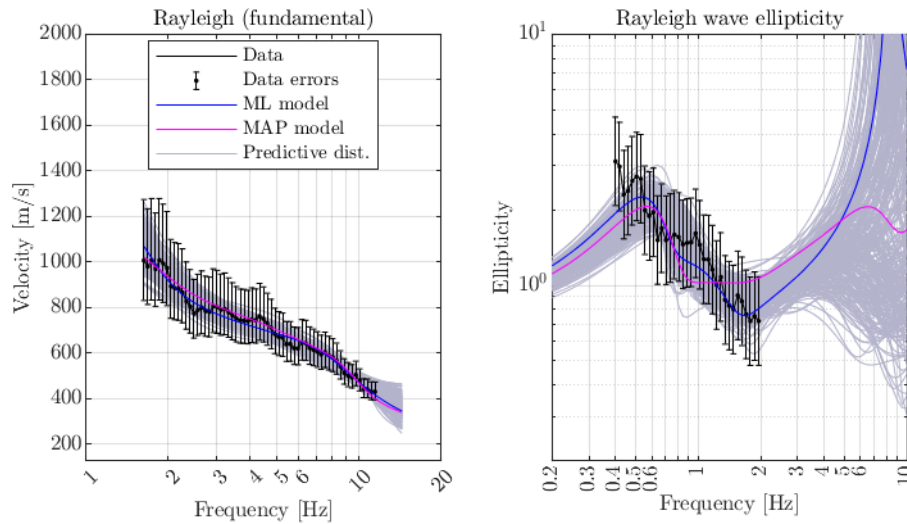 Rayleigh (fundamental)
2000
1800
1600
1400
1200
1000
800
600
400
200
Velocity [m/s]
Data
Data errors
ML model
MAP model
Predictive dist.
1 2 3 4 5 6 10 20
Frequency [Hz]
Rayleigh wave ellipticity
10^1
10^0
Ellipticity
0.2 0.3 0.4 0.5 0.6 1 2 3 4 5 6 10
Frequency [Hz]